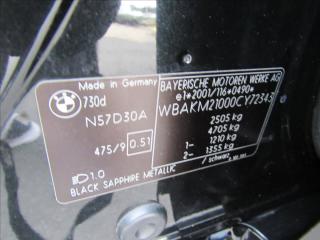 Made in Germany
BAYERISCHE MOTOREN WERKE AG
730d
e1*2001/116*0490*
WBAKM21000CY72343
N57D30A
2505 kg
4705 kg
475/9 0.51
1- 1210 kg
2- 1355 kg
1.0
/schwarz
BLACK SAPPHIRE METALLIC